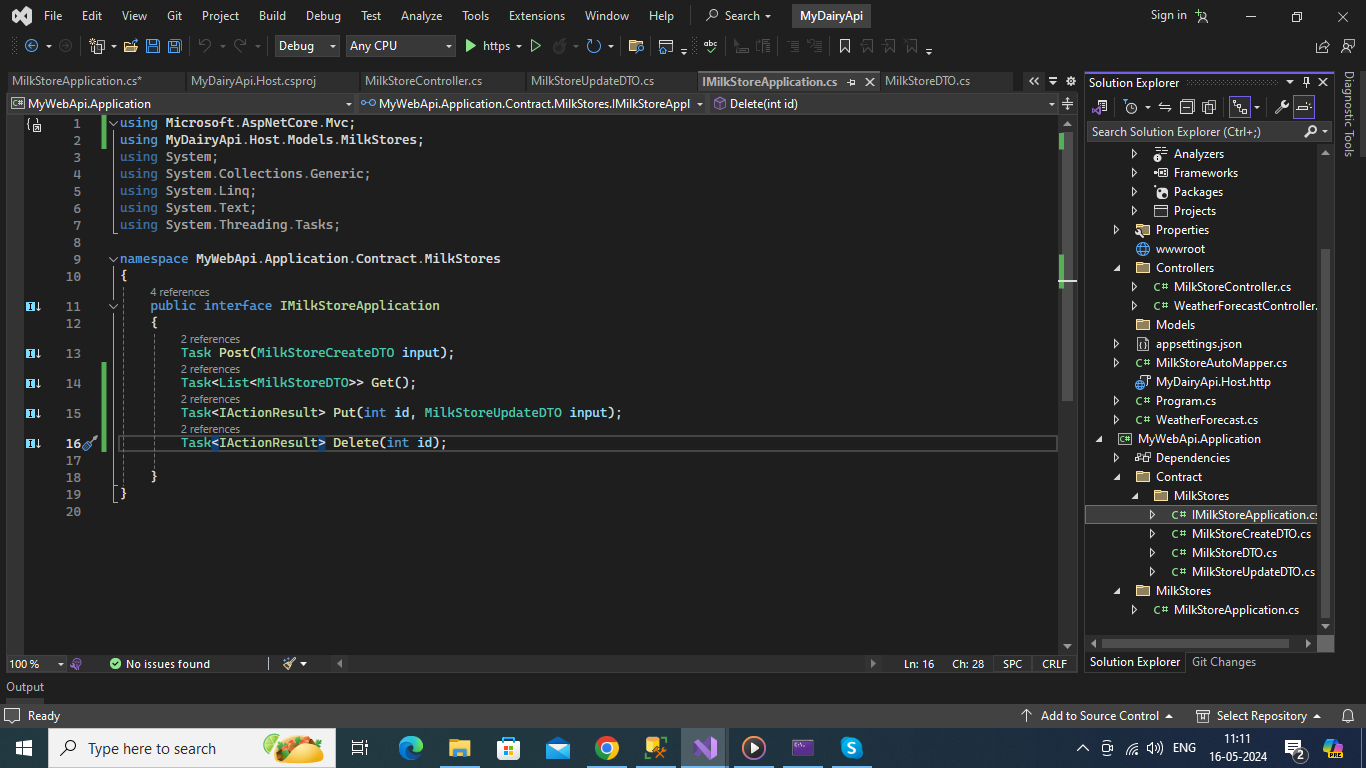 File Edit View Git Project Build Debug Test Analyze Tools Extensions Window Help Search MyDairyApi Sign in
Debug Any CPU https
MilkStoreApplication.cs* MyDairyApi.Host.csproj MilkStoreController.cs MilkStoreUpdateDTO.cs IMilkStoreApplication.cs MilkStoreDTO.cs
MyWebApi.Application MyWebApi.Application.Contract.MilkStores.IMilkStoreAppl Delete(int id)
1 using Microsoft.AspNetCore.Mvc;
2 using MyDairyApi.Host.Models.MilkStores;
3 using System;
4 using System.Collections.Generic;
5 using System.Linq;
6 using System.Text;
7 using System.Threading.Tasks;
8
9 namespace MyWebApi.Application.Contract.MilkStores
10 {
4 references
11 public interface IMilkStoreApplication
12 {
2 references
13 Task Post(MilkStoreCreateDTO input);
2 references
14 Task<List<MilkStoreDTO>> Get();
2 references
15 Task<IActionResult> Put(int id, MilkStoreUpdateDTO input);
2 references
16 Task<IActionResult> Delete(int id);
17
18 }
19 }
20
100 % No issues found Ln: 16 Ch: 28 SPC CRLF
Output
Ready Add to Source Control Select Repository
Solution Explorer
Search Solution Explorer (Ctrl+;)
Analyzers
Frameworks
Packages
Projects
Properties
wwwroot
Controllers
C# MilkStoreController.cs
C# WeatherForecastController.
Models
appsettings.json
C# MilkStoreAutoMapper.cs
MyDairyApi.Host.http
C# Program.cs
C# WeatherForecast.cs
C# MyWebApi.Application
Dependencies
Contract
MilkStores
C# IMilkStoreApplication.cs
C# MilkStoreCreateDTO.cs
C# MilkStoreDTO.cs
C# MilkStoreUpdateDTO.cs
MilkStores
C# MilkStoreApplication.cs
Solution Explorer Git Changes
Diagnostic Tools
Type here to search
ENG 11:11
16-05-2024
2
PRE